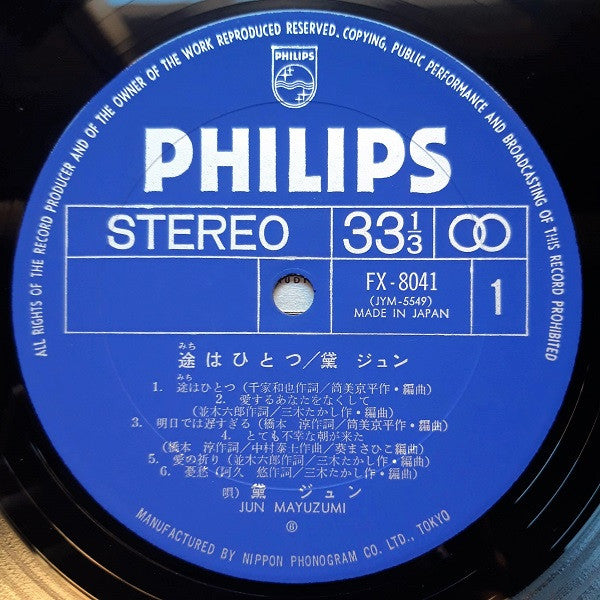 ALL RIGHTS OF THE RECORD PRODUCER AND OF THE OWNER OF THE WORK REPRODUCED RESERVED. COPYING, PUBLIC PERFORMANCE AND BROADCASTING OF THIS RECORD PROHIBITED
PHILIPS
PHILIPS
STEREO
33 1/3
FX-8041
(JYM-5549)
MADE IN JAPAN
1
みち
途はひとつ/黛 ジュン
みち
1. 途はひとつ (千家和也作詞/筒美京平作・編曲)
2. 愛するあなたをなくして
(並木六郎作詞/三木たかし作・編曲)
3. 明日では遅すぎる (橋本 淳作詞/筒美京平作・編曲)
4. とても不幸な朝が来た
(橋本 淳作詞/中村泰士作曲/葵まさひこ編曲)
5. 愛の祈り (並木六郎作詞/三木たかし作・編曲)
6. 憂愁 (阿久 悠作詞/三木たかし作・編曲)
唄) 黛 ジュン
JUN MAYUZUMI
Ⓟ
MANUFACTURED BY NIPPON PHONOGRAM CO. LTD., TOKYO